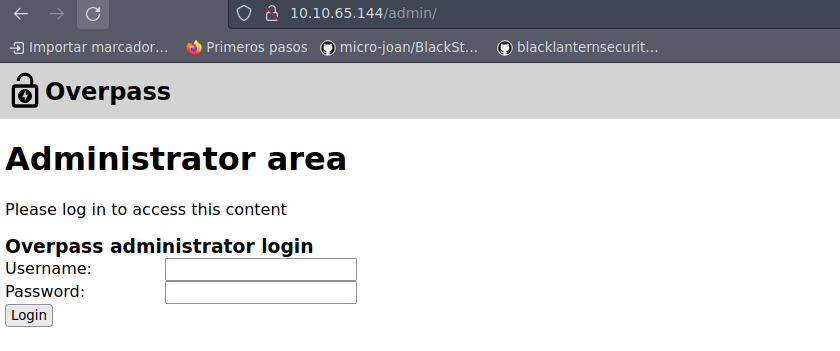 10.10.65.144/admin/
Importar marcador... Primeros pasos micro-joan/BlackSt... blacklanternsecurit...
Overpass
Administrator area
Please log in to access this content
Overpass administrator login
Username:
Password:
Login